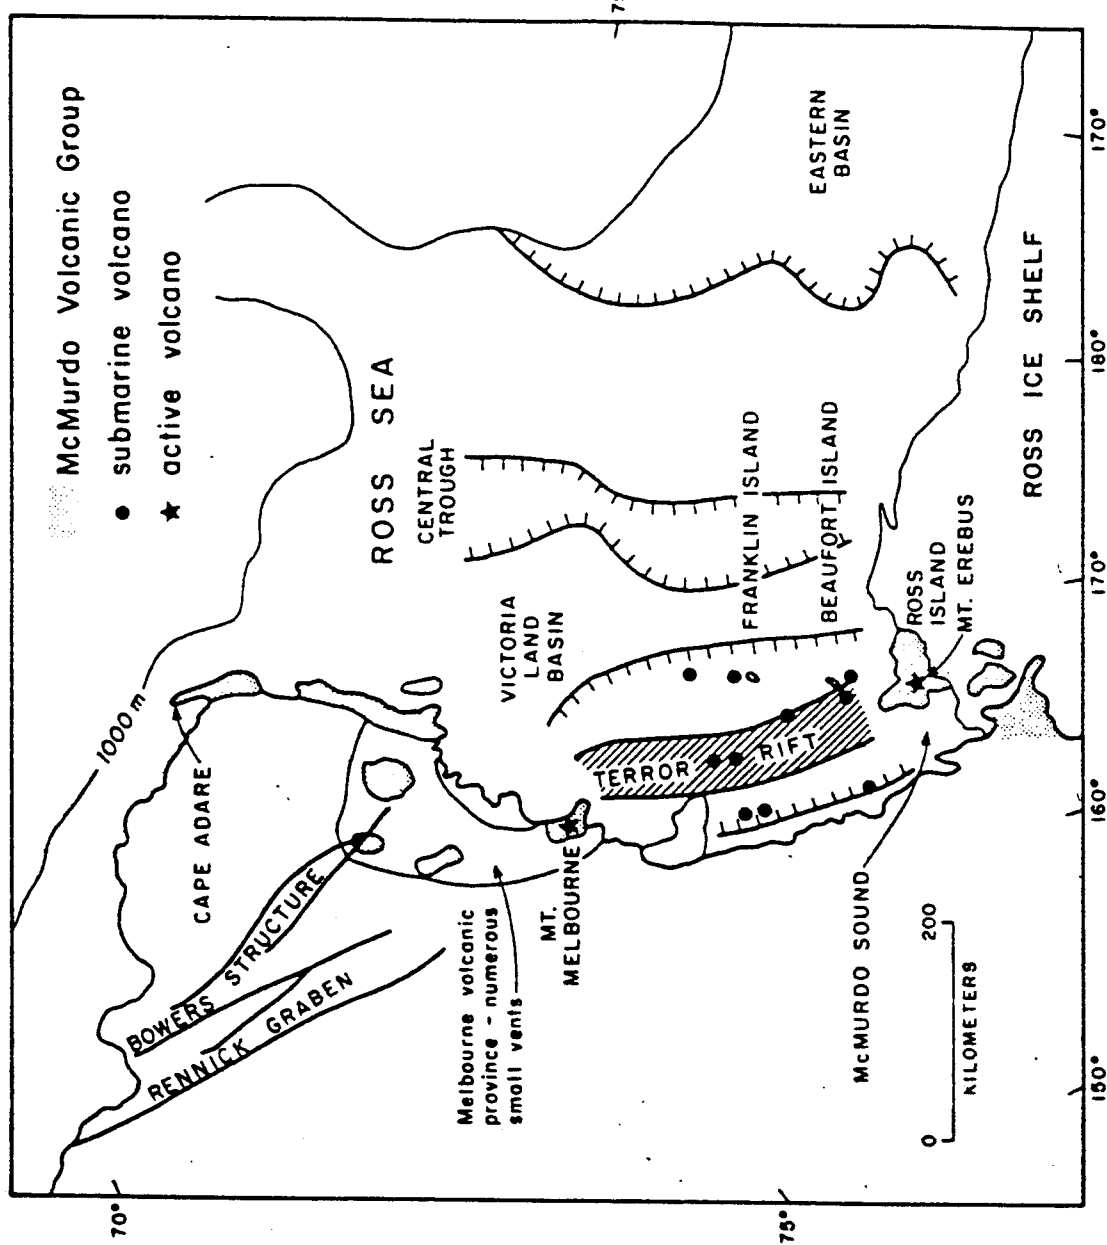 McMurdo Volcanic Group
submarine volcano
active volcano
1000 m
CAPE ADARE
ROSS SEA
CENTRAL
TROUGH
EASTERN
BASIN
VICTORIA
LAND
BASIN
BOWERS STRUCTURE
RENNICK GRABEN
Melbourne volcanic
province - numerous
small vents
MT.
MELBOURNE
TERROR RIFT
FRANKLIN ISLAND
BEAUFORT ISLAND
ROSS
ISLAND
MT. EREBUS
ROSS ICE SHELF
McMURDO SOUND
0 200
KILOMETERS
70°
75°
150°
160°
170°
180°
170°